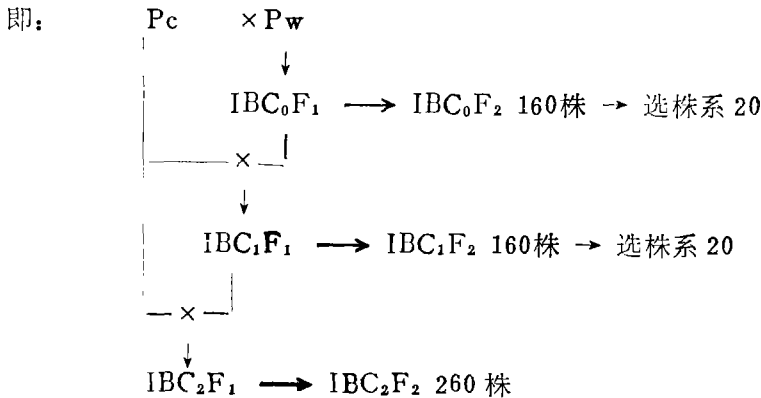 即： Pc ×Pw
↓
IBC₀F₁ → IBC₀F₂ 160株 → 选株系 20
×
↓
IBC₁F₁ → IBC₁F₂ 160株 → 选株系 20
×
↓
IBC₂F₁ → IBC₂F₂ 260 株